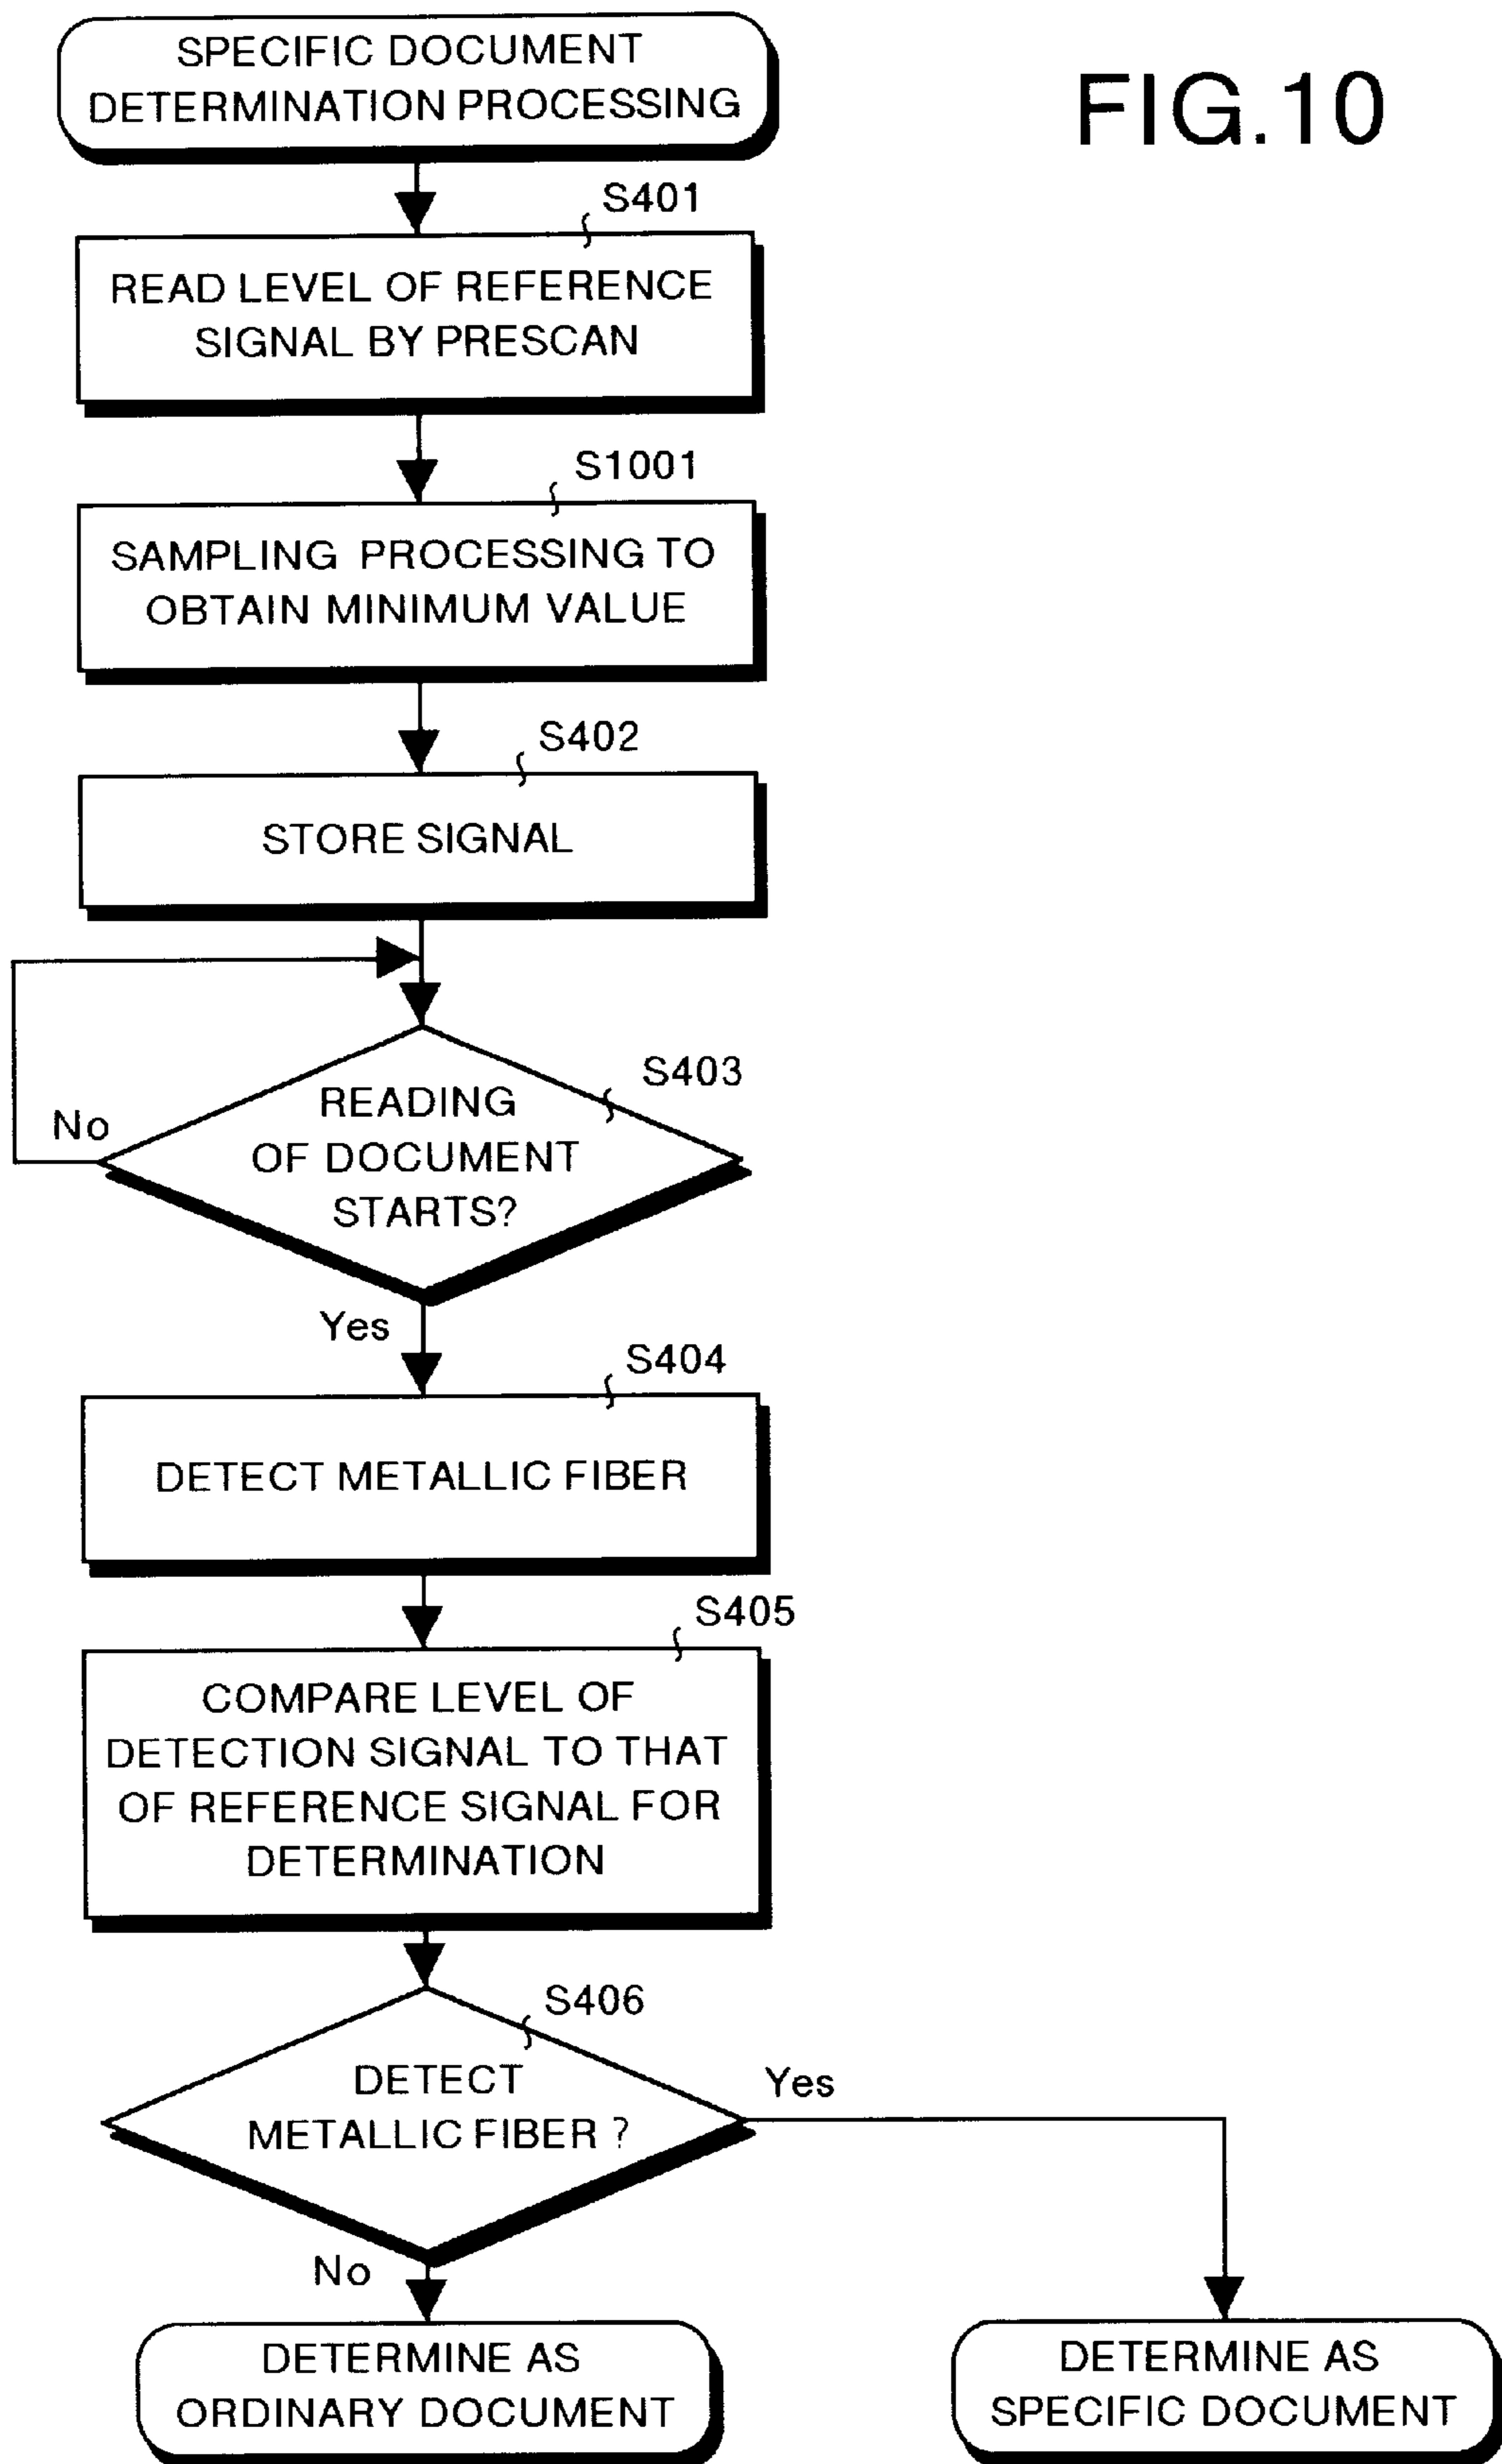 SPECIFIC DOCUMENT
DETERMINATION PROCESSING
FIG.10
S401
READ LEVEL OF REFERENCE
SIGNAL BY PRESCAN
S1001
SAMPLING PROCESSING TO
OBTAIN MINIMUM VALUE
S402
STORE SIGNAL
S403
READING
OF DOCUMENT
STARTS?
No
Yes
S404
DETECT METALLIC FIBER
S405
COMPARE LEVEL OF
DETECTION SIGNAL TO THAT
OF REFERENCE SIGNAL FOR
DETERMINATION
S406
DETECT
METALLIC FIBER ?
Yes
No
DETERMINE AS
ORDINARY DOCUMENT
DETERMINE AS
SPECIFIC DOCUMENT